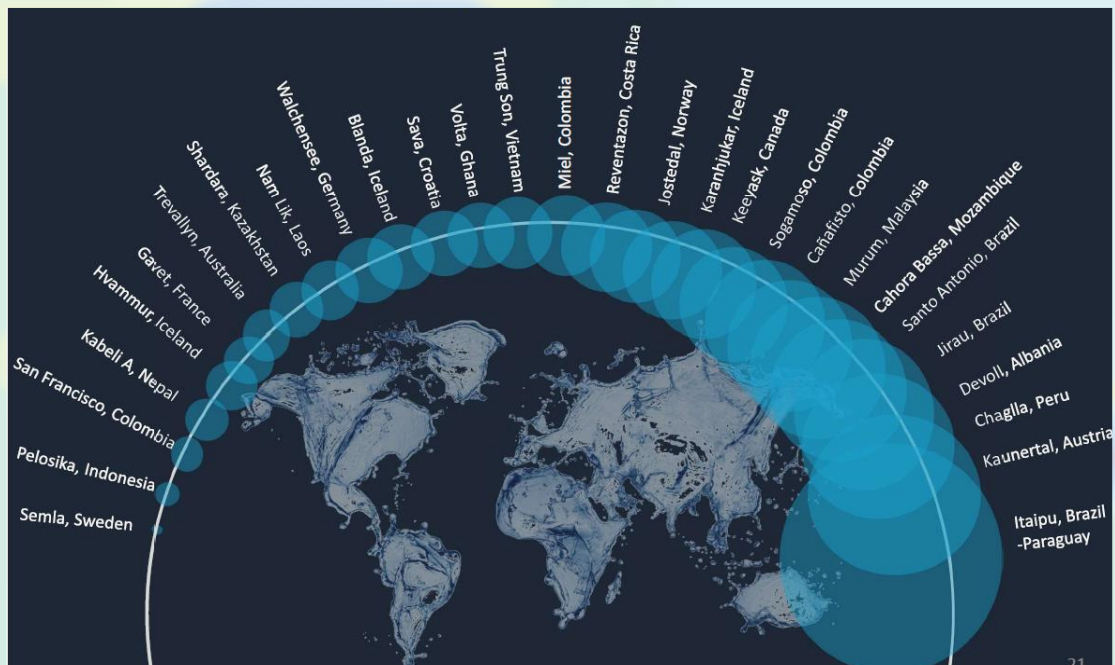 Semla, Sweden
Pelosika, Indonesia
San Francisco, Colombia
Kabeli A, Nepal
Hvammur, Iceland
Gavet, France
Trevallyn, Australia
Shardara, Kazakhstan
Nam Lik, Laos
Walchensee, Germany
Blanda, Iceland
Sava, Croatia
Volta, Ghana
Trung Son, Vietnam
Miel, Colombia
Reventazon, Costa Rica
Jostedal, Norway
Karanhjukar, Iceland
Keeyask, Canada
Sogamoso, Colombia
Cañafisto, Colombia
Murum, Malaysia
Cahora Bassa, Mozambique
Santo Antonio, Brazil
Jirau, Brazil
Devoll, Albania
Chaglla, Peru
Kaunertal, Austria
Itaipu, Brazil
-Paraguay
21